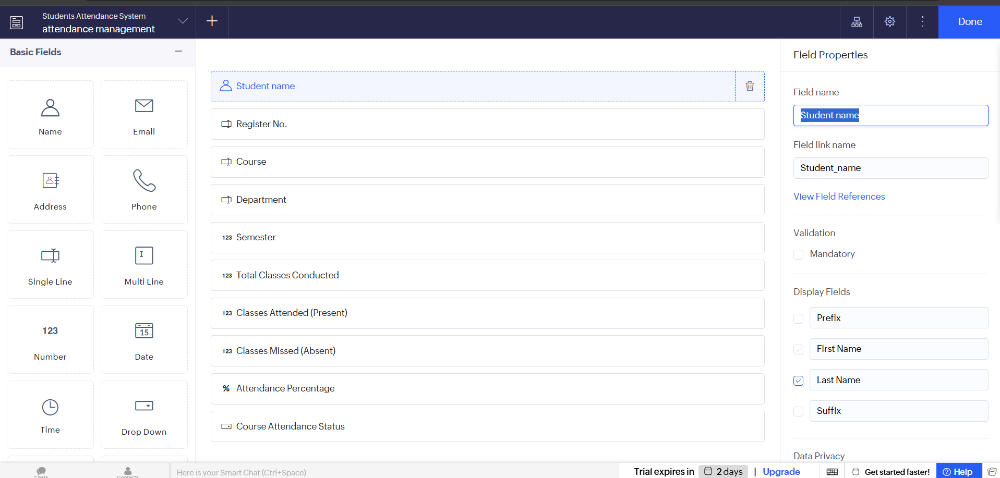 Students Attendance System
attendance management
Done
Basic Fields
Name
Email
Address
Phone
Single Line
I
Multi Line
123
Number
15
Date
Time
Drop Down
Student name
Register No.
Course
Department
123 Semester
123 Total Classes Conducted
123 Classes Attended (Present)
123 Classes Missed (Absent)
% Attendance Percentage
Course Attendance Status
Field Properties
Field name
Student name
Field link name
Student_name
View Field References
Validation
Mandatory
Display Fields
Prefix
First Name
Last Name
Suffix
Data Privacy
Chats
Contacts
Here is your Smart Chat (Ctrl+Space)
Trial expires in 2 days | Upgrade
Get started faster!
? Help